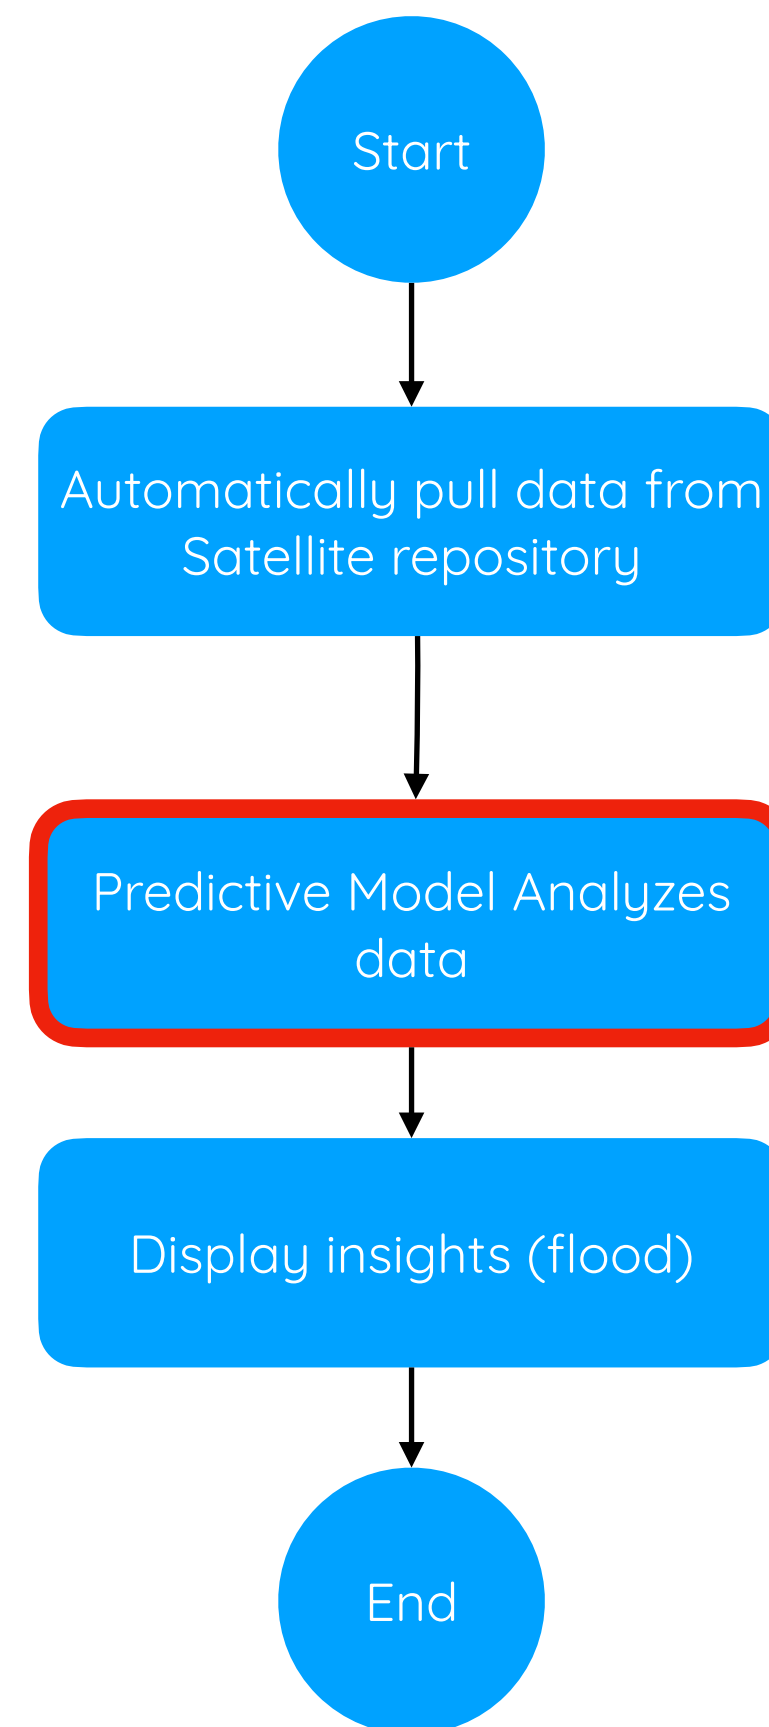 Start
Automatically pull data from
Satellite repository
Predictive Model Analyzes
data
Display insights (flood)
End